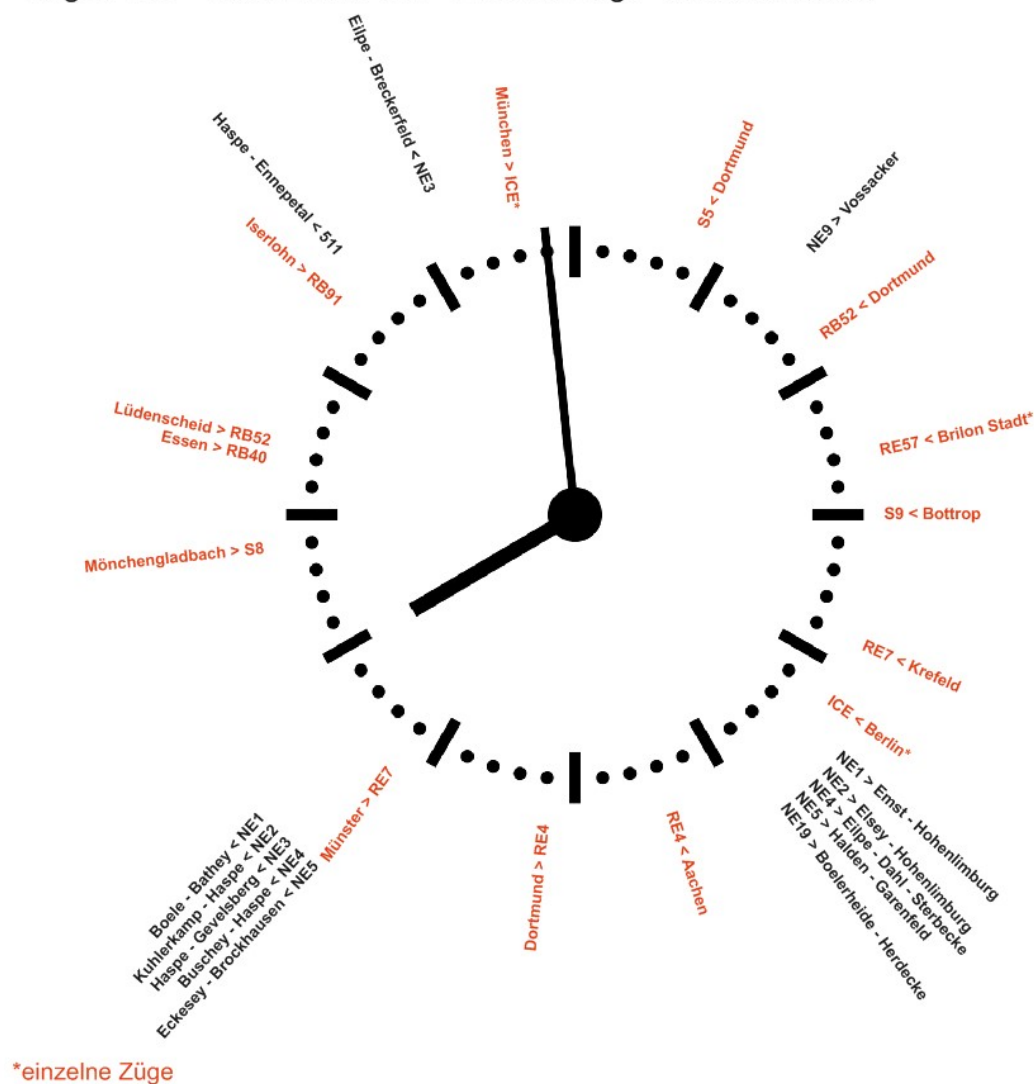 Eilpe - Breckerfeld < NE3
München > ICE*
S5 < Dortmund
NE9 > Vossacker
Haspe - Ennepetal < 511
Iserlohn > RB91
RB52 < Dortmund
Lüdenscheid > RB52
Essen > RB40
RE57 < Brilon Stadt*
S9 < Bottrop
Mönchengladbach > S8
RE7 < Krefeld
ICE < Berlin*
NE1 > Emst - Hohenlimburg
NE2 > Elsey - Hohenlimburg
NE4 > Eilpe - Dahl - Sterbecke
NE5 > Halden - Garenfeld
NE19 > Boelerheide - Herdecke
RE4 < Aachen
Dortmund > RE4
Münster > RE7
Boele - Bathey < NE1
Kuhlerkamp - Haspe < NE2
Haspe - Gevelsberg < NE3
Buschey - Haspe < NE4
Eckesey - Brockhausen < NE5
*einzelne Züge